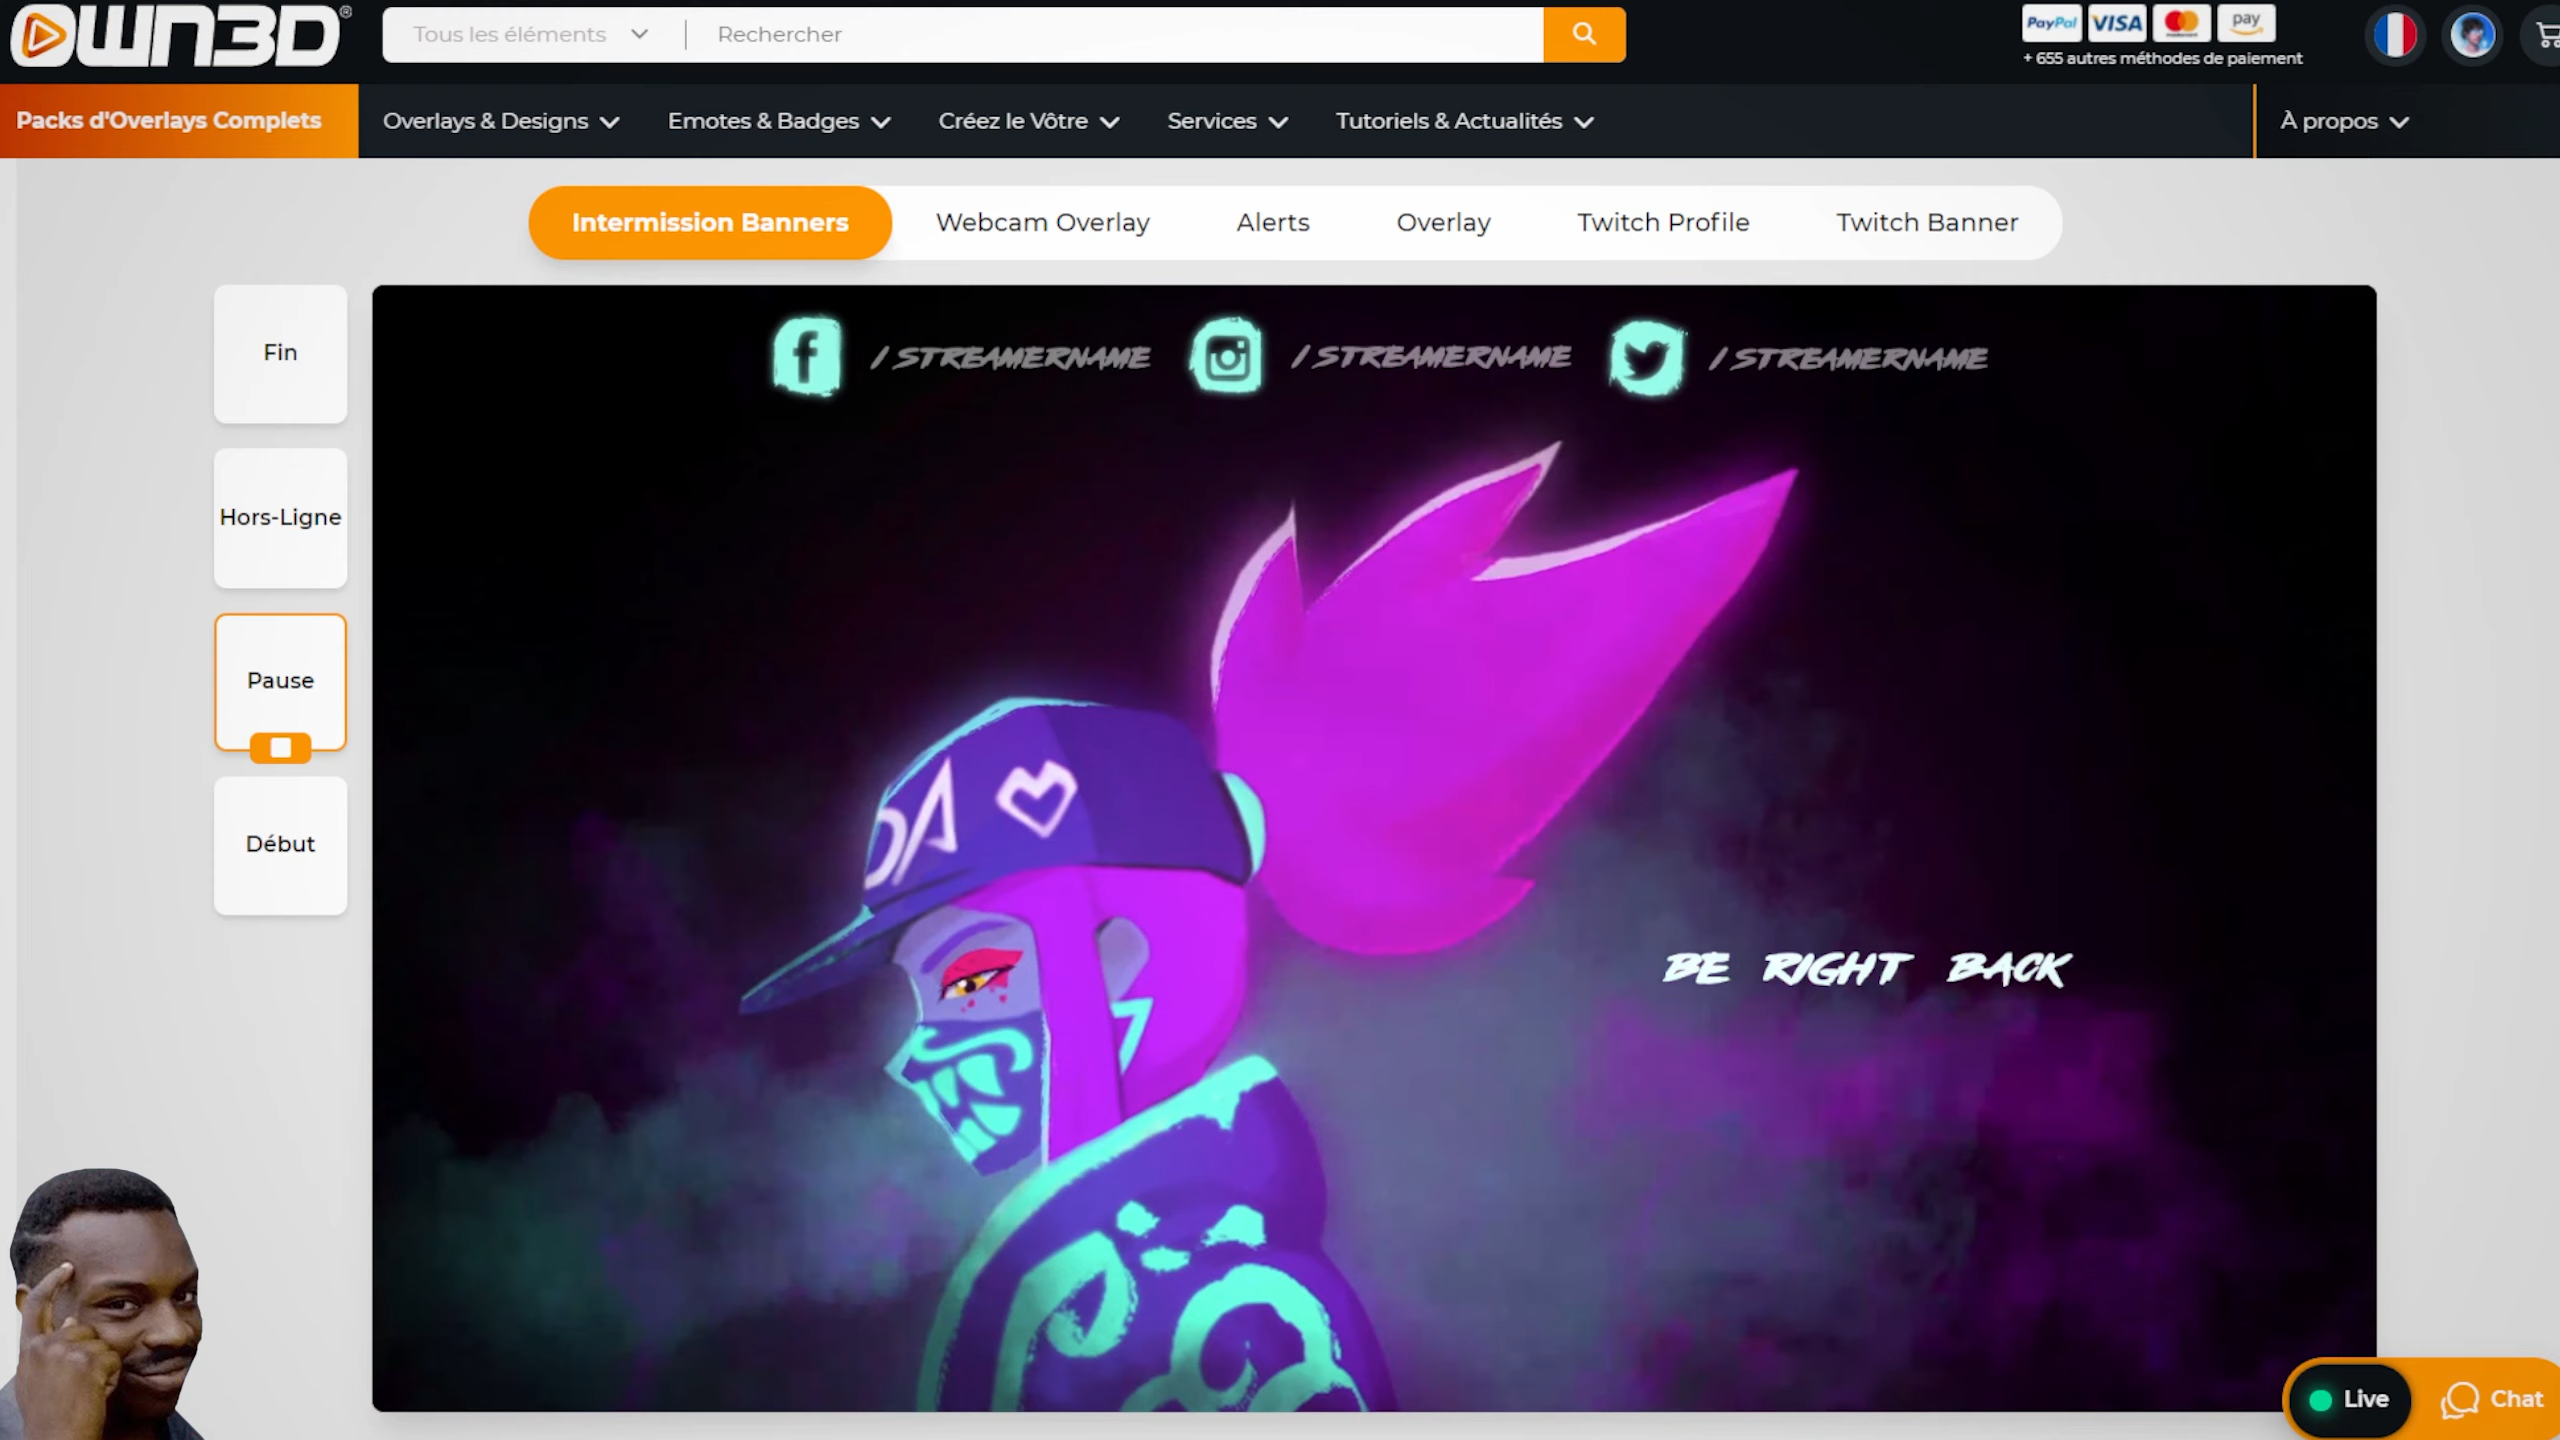 OWN3D®
Tous les éléments
Rechercher
PayPal VISA pay
+ 655 autres méthodes de paiement
Packs d'Overlays Complets
Overlays & Designs
Emotes & Badges
Créez le Vôtre
Services
Tutoriels & Actualités
À propos
Intermission Banners
Webcam Overlay
Alerts
Overlay
Twitch Profile
Twitch Banner
Fin
Hors-Ligne
Pause
Début
/ STREAMERNAME
/ STREAMERNAME
/ STREAMERNAME
DA
BE RIGHT BACK
Live
Chat